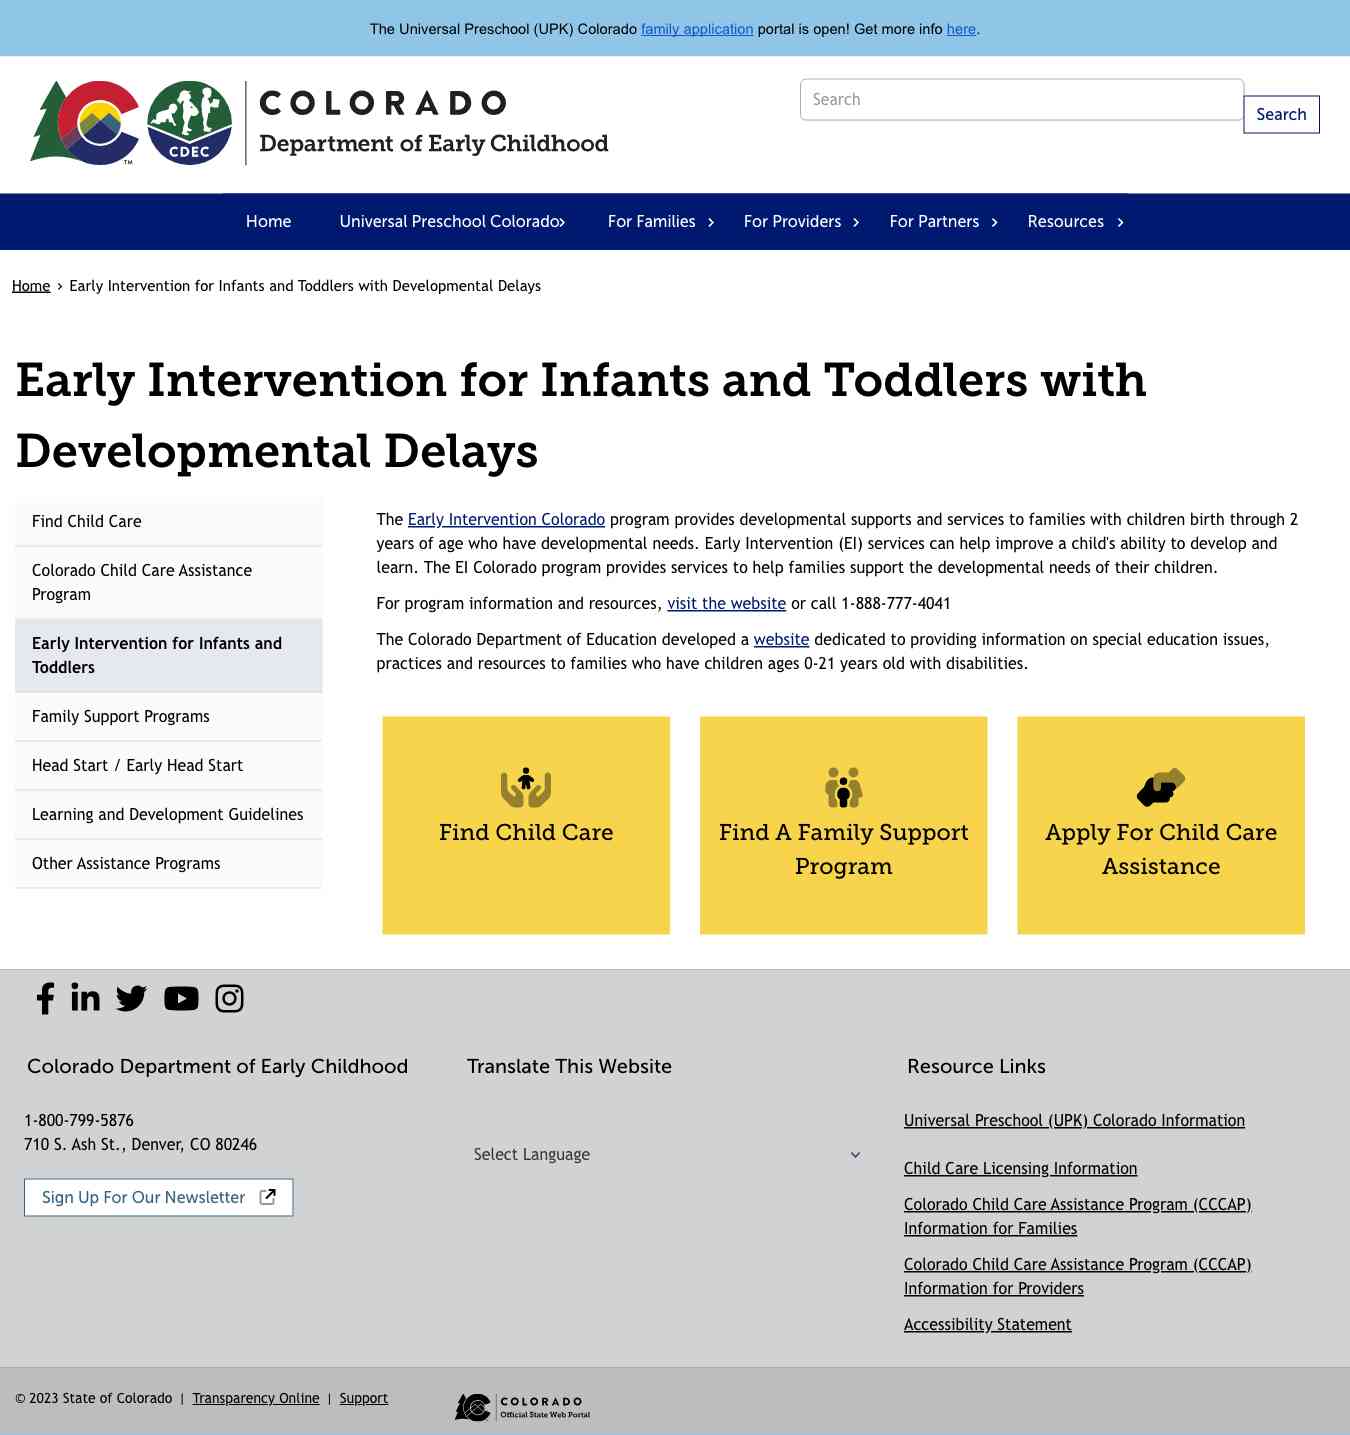 The Universal Preschool (UPK) Colorado family application portal is open! Get more info here.
CDEC
TM
COLORADO
Department of Early Childhood
Search
Search
Home
Universal Preschool Colorado
For Families
For Providers
For Partners
Resources
Home › Early Intervention for Infants and Toddlers with Developmental Delays
Early Intervention for Infants and Toddlers with
Developmental Delays
Find Child Care
Colorado Child Care Assistance
Program
Early Intervention for Infants and
Toddlers
Family Support Programs
Head Start / Early Head Start
Learning and Development Guidelines
Other Assistance Programs
The Early Intervention Colorado program provides developmental supports and services to families with children birth through 2
years of age who have developmental needs. Early Intervention (EI) services can help improve a child's ability to develop and
learn. The EI Colorado program provides services to help families support the developmental needs of their children.
For program information and resources, visit the website or call 1-888-777-4041
The Colorado Department of Education developed a website dedicated to providing information on special education issues,
practices and resources to families who have children ages 0-21 years old with disabilities.
Find Child Care
Find A Family Support
Program
Apply For Child Care
Assistance
Colorado Department of Early Childhood
1-800-799-5876
710 S. Ash St., Denver, CO 80246
Sign Up For Our Newsletter
Translate This Website
Select Language
Resource Links
Universal Preschool (UPK) Colorado Information
Child Care Licensing Information
Colorado Child Care Assistance Program (CCCAP)
Information for Families
Colorado Child Care Assistance Program (CCCAP)
Information for Providers
Accessibility Statement
© 2023 State of Colorado | Transparency Online | Support
COLORADO
Official State Web Portal